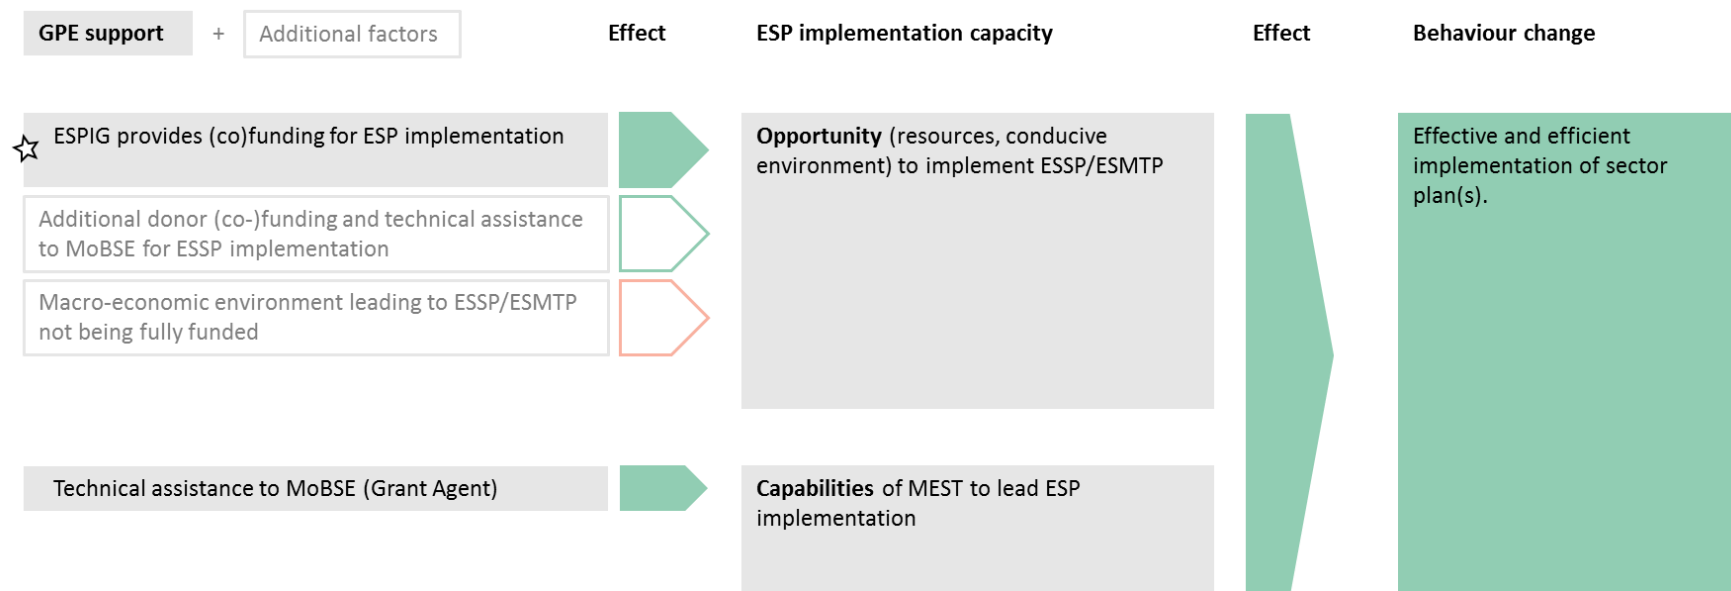 GPE support + Additional factors Effect ESP implementation capacity Effect Behaviour change
ESPIG provides (co)funding for ESP implementation
Additional donor (co-)funding and technical assistance
to MoBSE for ESSP implementation
Macro-economic environment leading to ESSP/ESMTP
not being fully funded
Opportunity (resources, conducive
environment) to implement ESSP/ESMTP
Effective and efficient
implementation of sector
plan(s).
Technical assistance to MoBSE (Grant Agent)
Capabilities of MEST to lead ESP
implementation